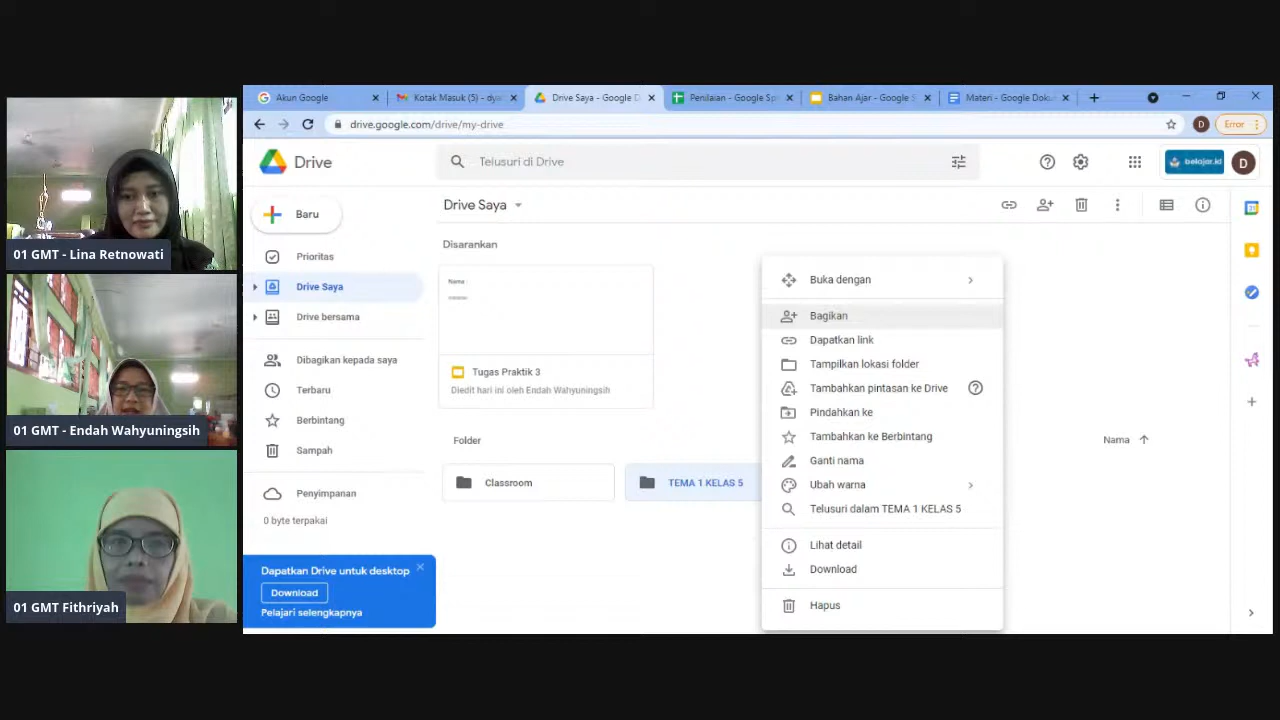 01 GMT - Lina Retnowati
01 GMT - Endah Wahyuningsih
01 GMT Fithriyah
Akun Google
Kotak Masuk (5) - dya
Drive Saya - Google D
Penilaian - Google Sp
Bahan Ajar - Google S
Materi - Google Doku
drive.google.com/drive/my-drive
D
Error
Drive
Telusuri di Drive
belajar.id
D
Baru
Prioritas
Drive Saya
Drive bersama
Dibagikan kepada saya
Terbaru
Berbintang
Sampah
Penyimpanan
0 byte terpakai
Dapatkan Drive untuk desktop
Download
Pelajari selengkapnya
Drive Saya
Disarankan
Nama :
Tugas Praktik 3
Diedit hari ini oleh Endah Wahyuningsih
Folder
Nama
Classroom
TEMA 1 KELAS 5
Buka dengan
Bagikan
Dapatkan link
Tampilkan lokasi folder
Tambahkan pintasan ke Drive
Pindahkan ke
Tambahkan ke Berbintang
Ganti nama
Ubah warna
Telusuri dalam TEMA 1 KELAS 5
Lihat detail
Download
Hapus